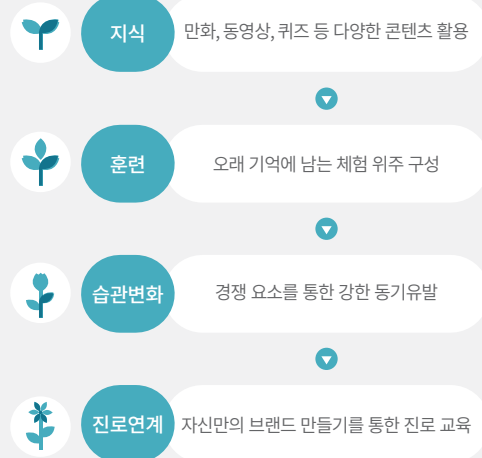 지식
만화, 동영상, 퀴즈 등 다양한 콘텐츠 활용
훈련
오래 기억에 남는 체험 위주 구성
습관변화
경쟁 요소를 통한 강한 동기유발
진로연계
자신만의 브랜드 만들기를 통한 진로 교육